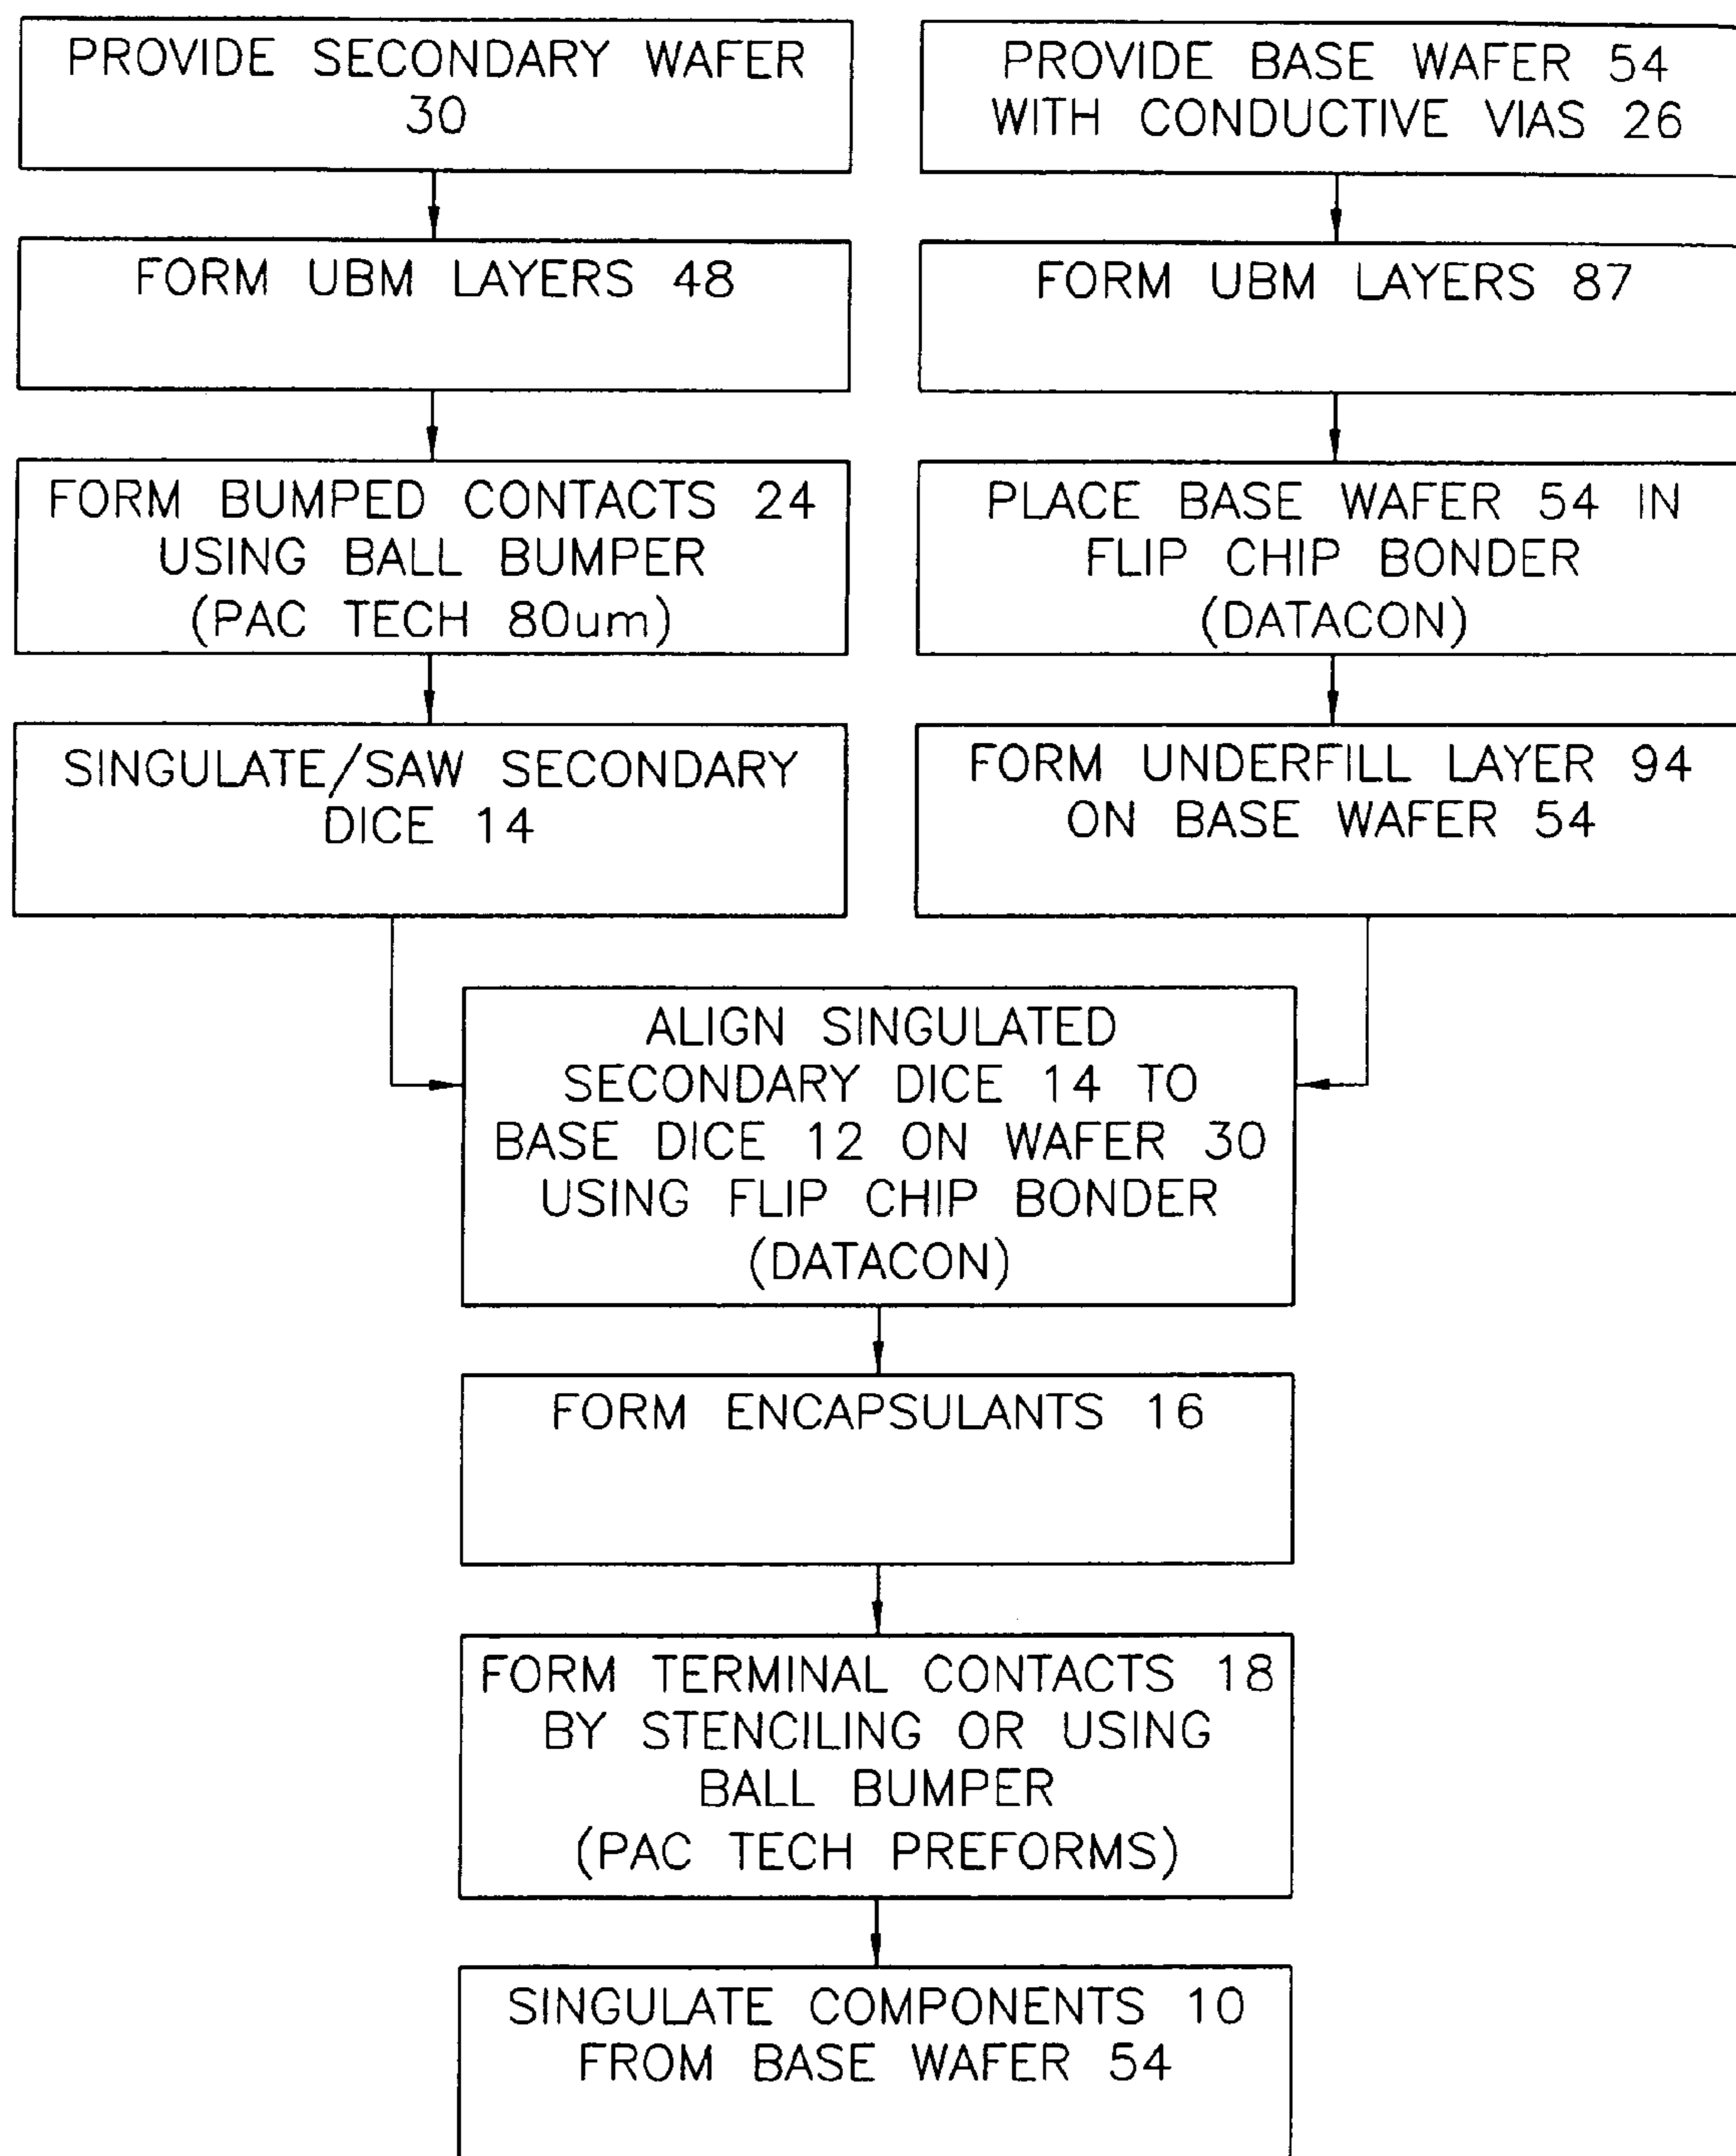 PROVIDE SECONDARY WAFER
30
FORM UBM LAYERS 48
FORM BUMPED CONTACTS 24
USING BALL BUMPER
(PAC TECH 80um)
SINGULATE/SAW SECONDARY
DICE 14
PROVIDE BASE WAFER 54
WITH CONDUCTIVE VIAS 26
FORM UBM LAYERS 87
PLACE BASE WAFER 54 IN
FLIP CHIP BONDER
(DATACON)
FORM UNDERFILL LAYER 94
ON BASE WAFER 54
ALIGN SINGULATED
SECONDARY DICE 14 TO
BASE DICE 12 ON WAFER 30
USING FLIP CHIP BONDER
(DATACON)
FORM ENCAPSULANTS 16
FORM TERMINAL CONTACTS 18
BY STENCILING OR USING
BALL BUMPER
(PAC TECH PREFORMS)
SINGULATE COMPONENTS 10
FROM BASE WAFER 54